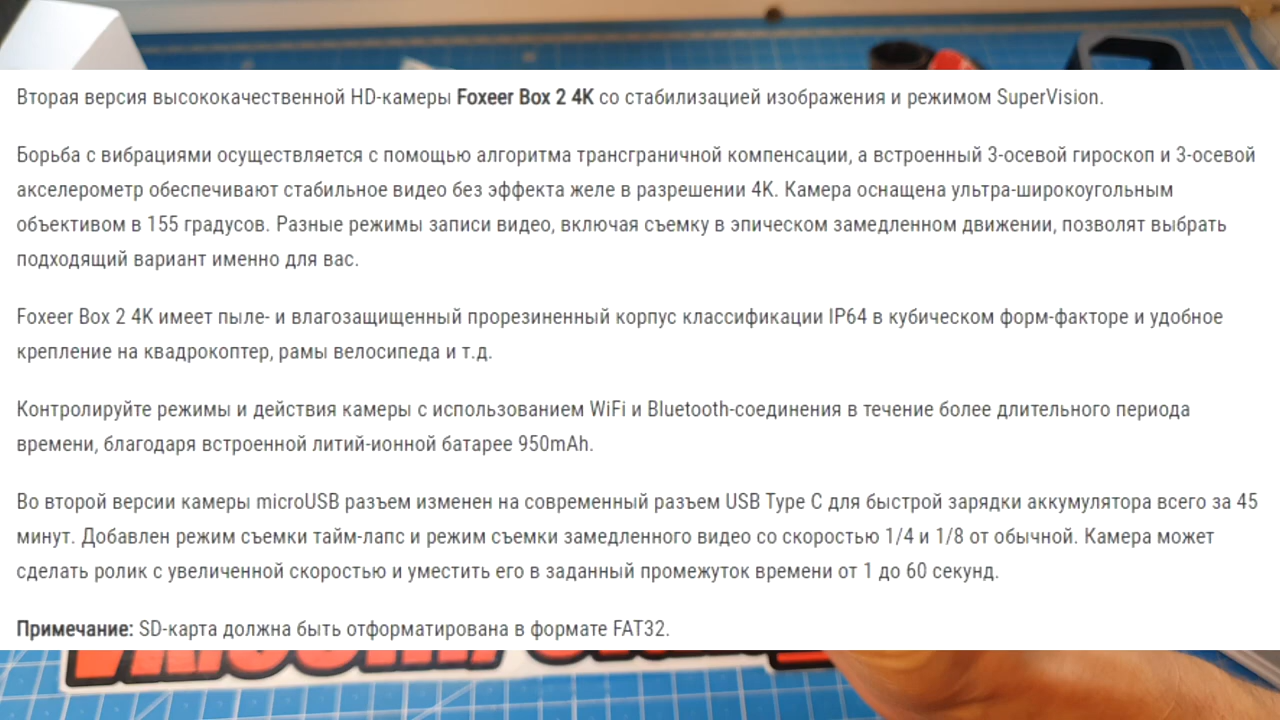 Вторая версия высококачественной HD-камеры Foxeer Box 2 4K со стабилизацией изображения и режимом SuperVision.
Борьба с вибрациями осуществляется с помощью алгоритма трансграничной компенсации, а встроенный 3-осевой гироскоп и 3-осевой
акселерометр обеспечивают стабильное видео без эффекта желе в разрешении 4K. Камера оснащена ультра-широкоугольным
объективом в 155 градусов. Разные режимы записи видео, включая съемку в эпическом замедленном движении, позволят выбрать
подходящий вариант именно для вас.
Foxeer Box 2 4K имеет пыле- и влагозащищенный прорезиненный корпус классификации IP64 в кубическом форм-факторе и удобное
крепление на квадрокоптер, рамы велосипеда и т.д.
Контролируйте режимы и действия камеры с использованием WiFi и Bluetooth-соединения в течение более длительного периода
времени, благодаря встроенной литий-ионной батарее 950mAh.
Во второй версии камеры microUSB разъем изменен на современный разъем USB Type C для быстрой зарядки аккумулятора всего за 45
минут. Добавлен режим съемки тайм-лапс и режим съемки замедленного видео со скоростью 1/4 и 1/8 от обычной. Камера может
сделать ролик с увеличенной скоростью и уместить его в заданный промежуток времени от 1 до 60 секунд.
Примечание: SD-карта должна быть отформатирована в формате FAT32.